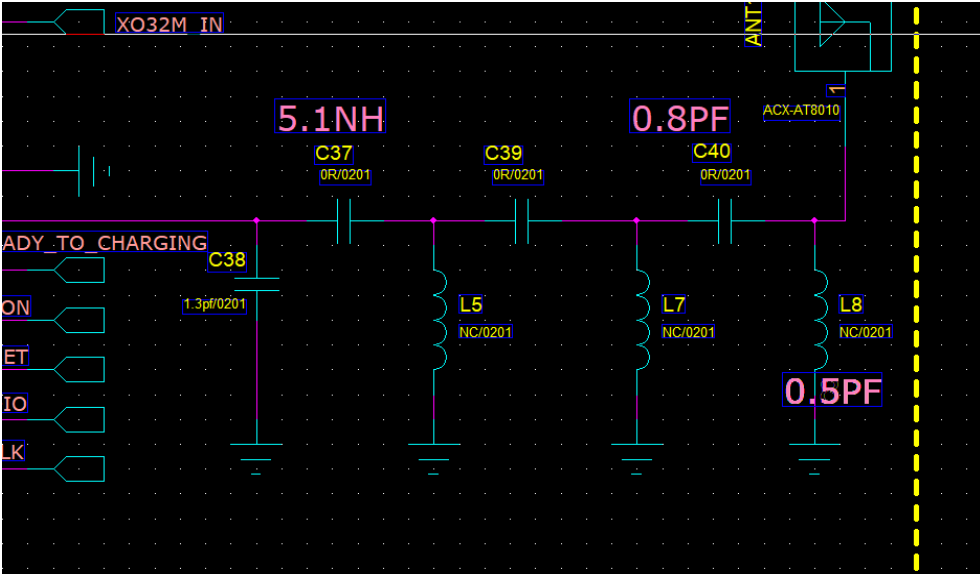 XO32M_IN
ANT
1
ACX-AT8010
5.1NH
0.8PF
C37
0R/0201
C39
0R/0201
C40
0R/0201
ADY_TO_CHARGING
C38
1.3pf/0201
ON
ET
IO
LK
L5
NC/0201
L7
NC/0201
L8
NC/0201
0.5PF